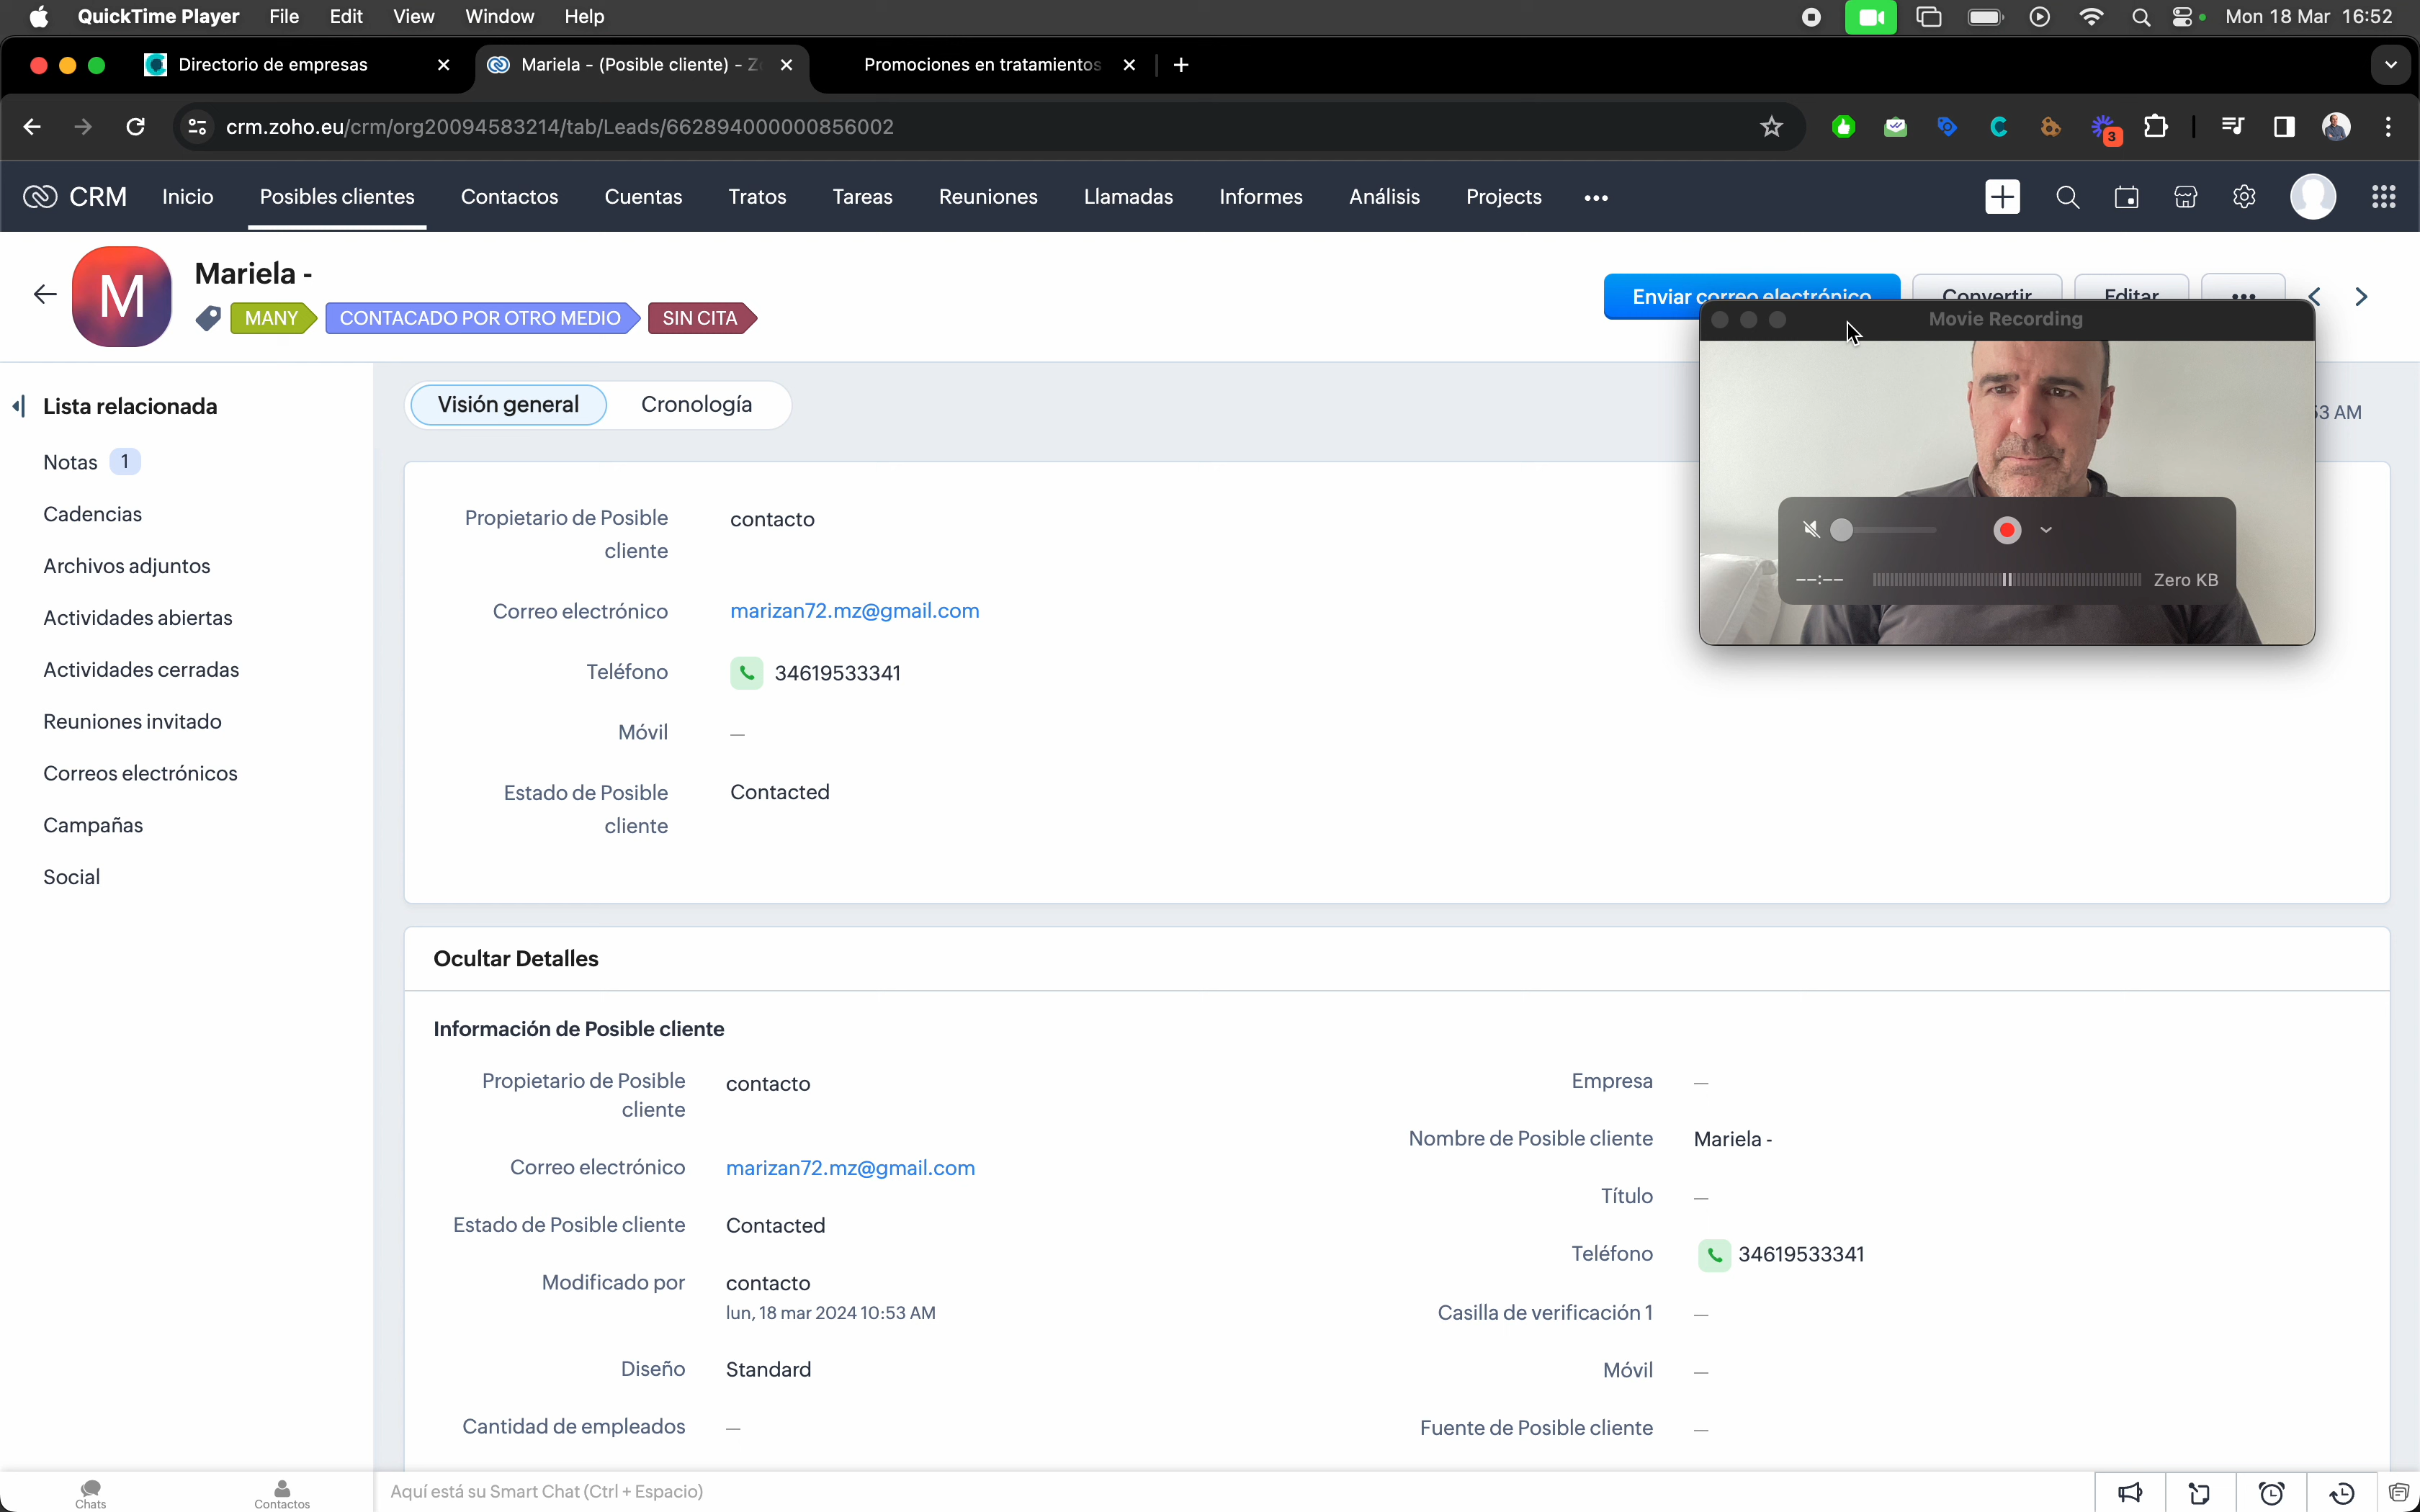 QuickTime Player File Edit View Window Help Mon 18 Mar 16:52
Directorio de empresas
Mariela - (Posible cliente) - Z
Promociones en tratamientos
crm.zoho.eu/crm/org20094583214/tab/Leads/662894000000856002
3
CRM Inicio Posibles clientes Contactos Cuentas Tratos Tareas Reuniones Llamadas Informes Análisis Projects
M
Mariela -
MANY CONTACADO POR OTRO MEDIO SIN CITA
Enviar correo electrónico Convertir Editar
Movie Recording
Zero KB
--:--
Lista relacionada
Notas 1
Cadencias
Archivos adjuntos
Actividades abiertas
Actividades cerradas
Reuniones invitado
Correos electrónicos
Campañas
Social
Visión general Cronología
53 AM
Propietario de Posible cliente contacto
Correo electrónico marizan72.mz@gmail.com
Teléfono 34619533341
Móvil —
Estado de Posible cliente Contacted
Ocultar Detalles
Información de Posible cliente
Propietario de Posible cliente contacto
Correo electrónico marizan72.mz@gmail.com
Estado de Posible cliente Contacted
Modificado por contacto
lun, 18 mar 2024 10:53 AM
Diseño Standard
Cantidad de empleados —
Empresa —
Nombre de Posible cliente Mariela -
Título —
Teléfono 34619533341
Casilla de verificación 1 —
Móvil —
Fuente de Posible cliente —
Chats Contactos Aquí está su Smart Chat (Ctrl + Espacio)